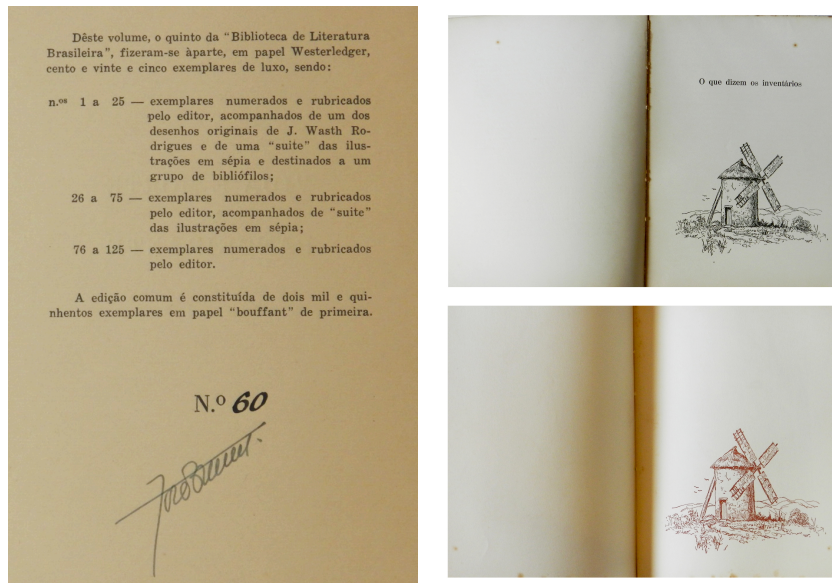 Dêste volume, o quinto da "Biblioteca de Literatura
Brasileira", fizeram-se àparte, em papel Westerledger,
cento e vinte e cinco exemplares de luxo, sendo:
n.os 1 a 25 — exemplares numerados e rubricados
pelo editor, acompanhados de um dos
desenhos originais de J. Wasth Ro-
drigues e de uma "suite" das ilus-
trações em sépia e destinados a um
grupo de bibliófilos;
26 a 75 — exemplares numerados e rubricados
pelo editor, acompanhados de "suite"
das ilustrações em sépia;
76 a 125 — exemplares numerados e rubricados
pelo editor.
A edição comum é constituída de dois mil e qui-
nhentos exemplares em papel "bouffant" de primeira.
N.º 60
O que dizem os inventários